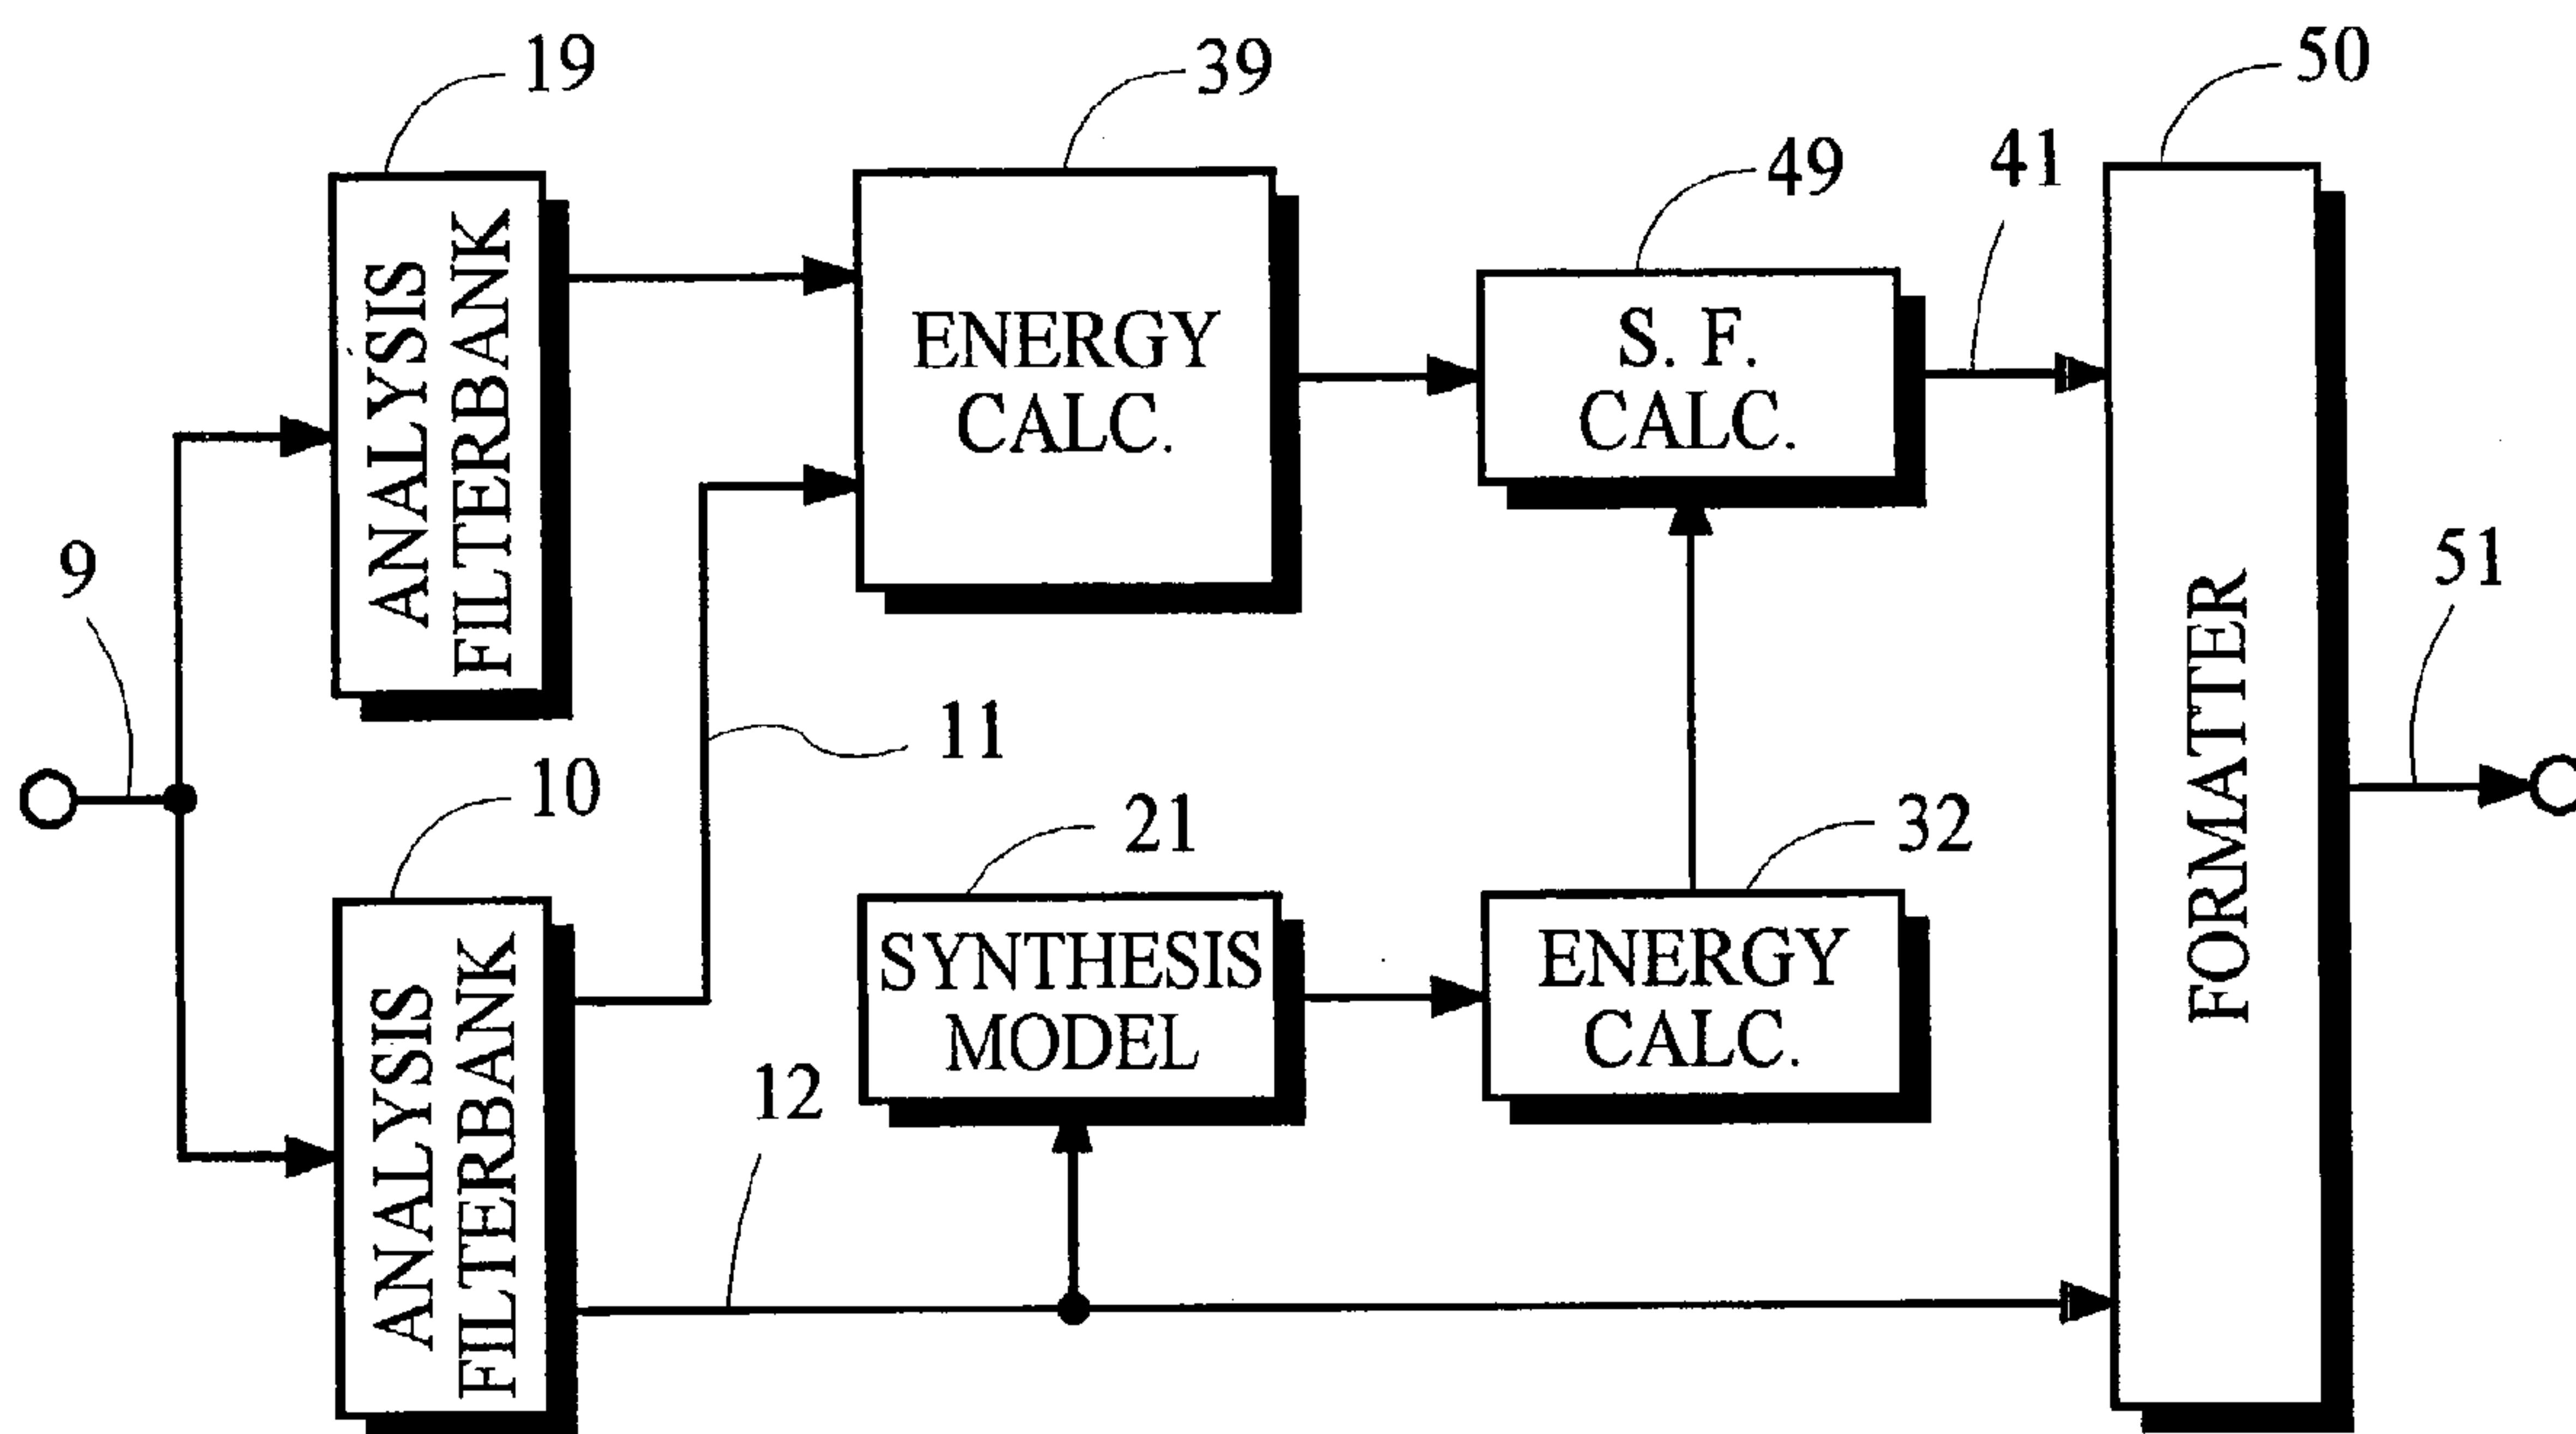 19
39
50
49
41
ANALYSIS
FILTERBANK
ENERGY
CALC.
S. F.
CALC.
9
51
FORMATTER
11
10
21
32
ANALYSIS
FILTERBANK
SYNTHESIS
MODEL
ENERGY
CALC.
12